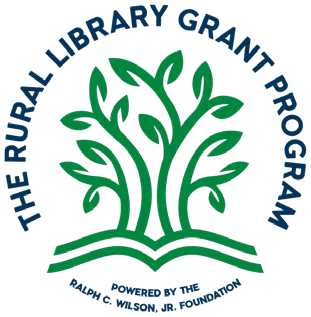 THE RURAL LIBRARY GRANT PROGRAM
POWERED BY THE
RALPH C. WILSON, JR. FOUNDATION